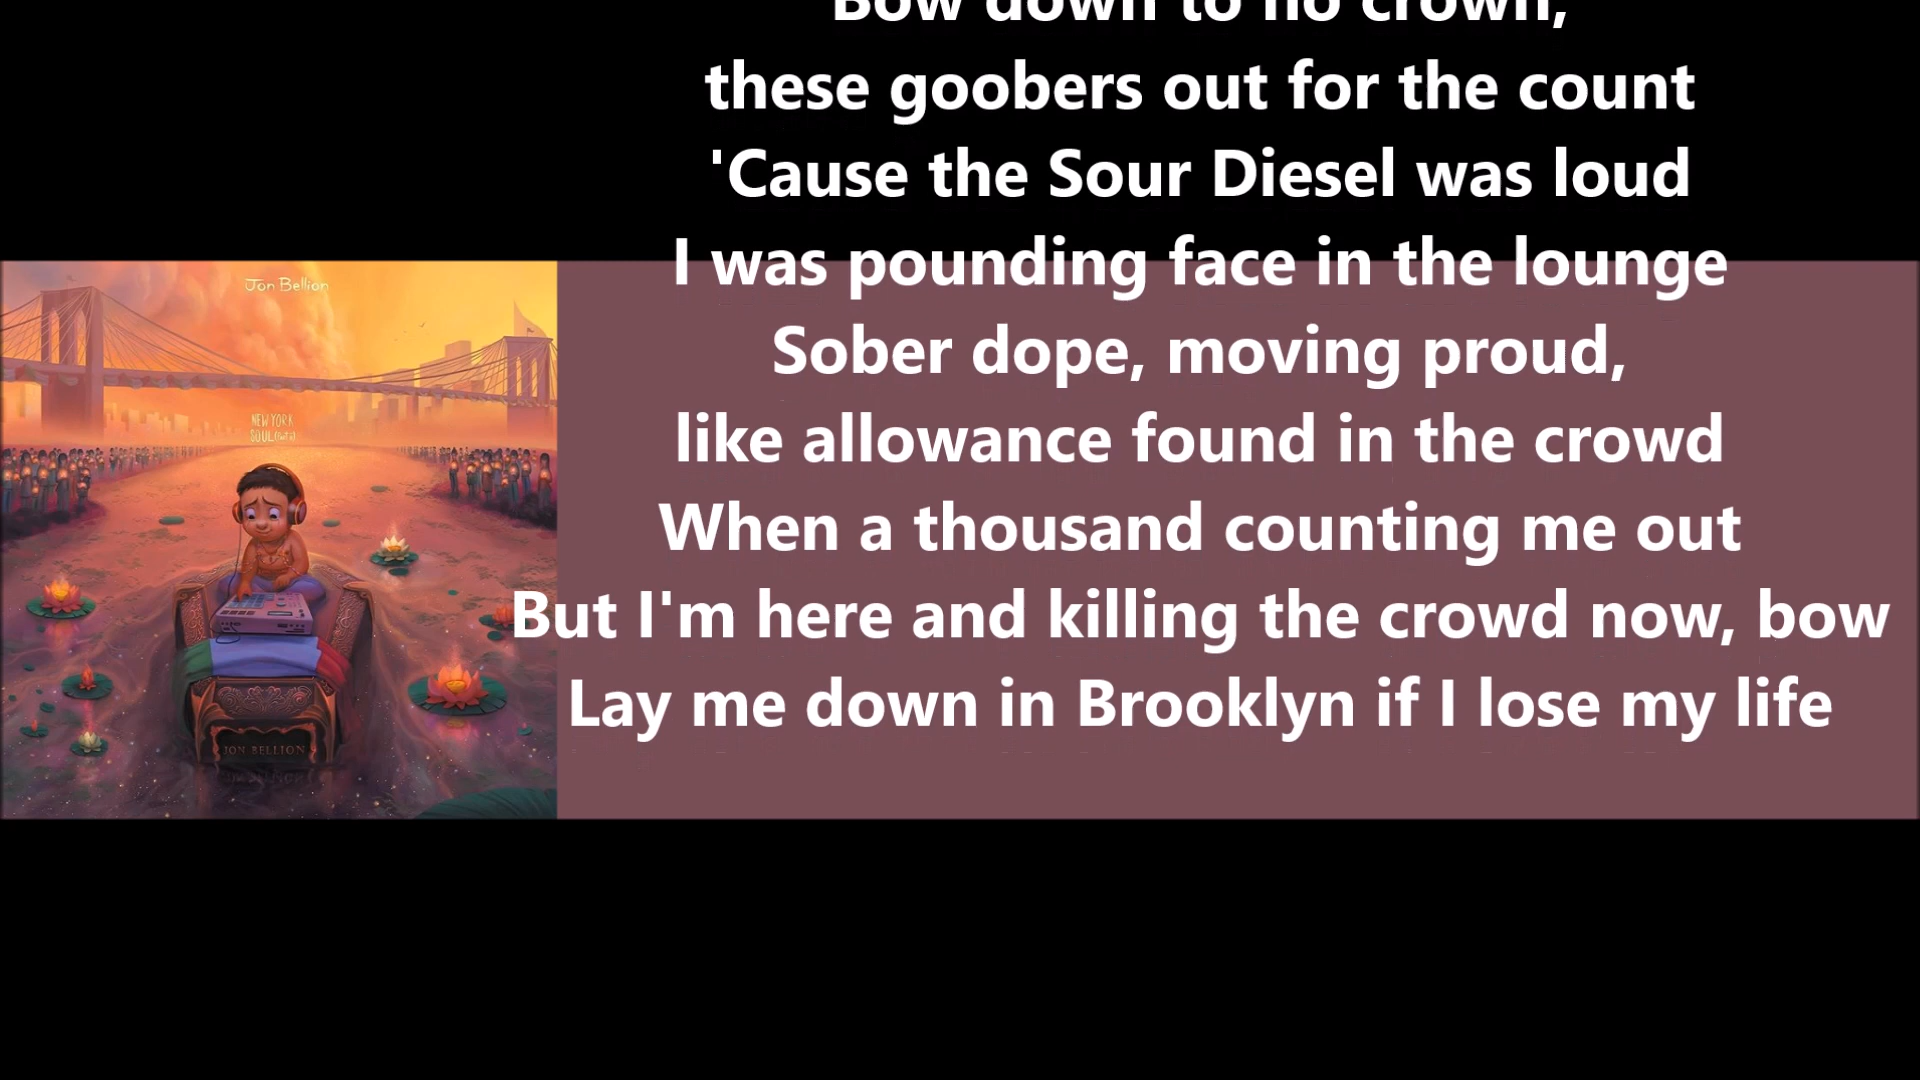 Bow down to no crown,
these goobers out for the count
'Cause the Sour Diesel was loud
I was pounding face in the lounge
Sober dope, moving proud,
like allowance found in the crowd
When a thousand counting me out
But I'm here and killing the crowd now, bow
Lay me down in Brooklyn if I lose my life
Jon Bellion
NEW YORK
SOUL
JON BELLION